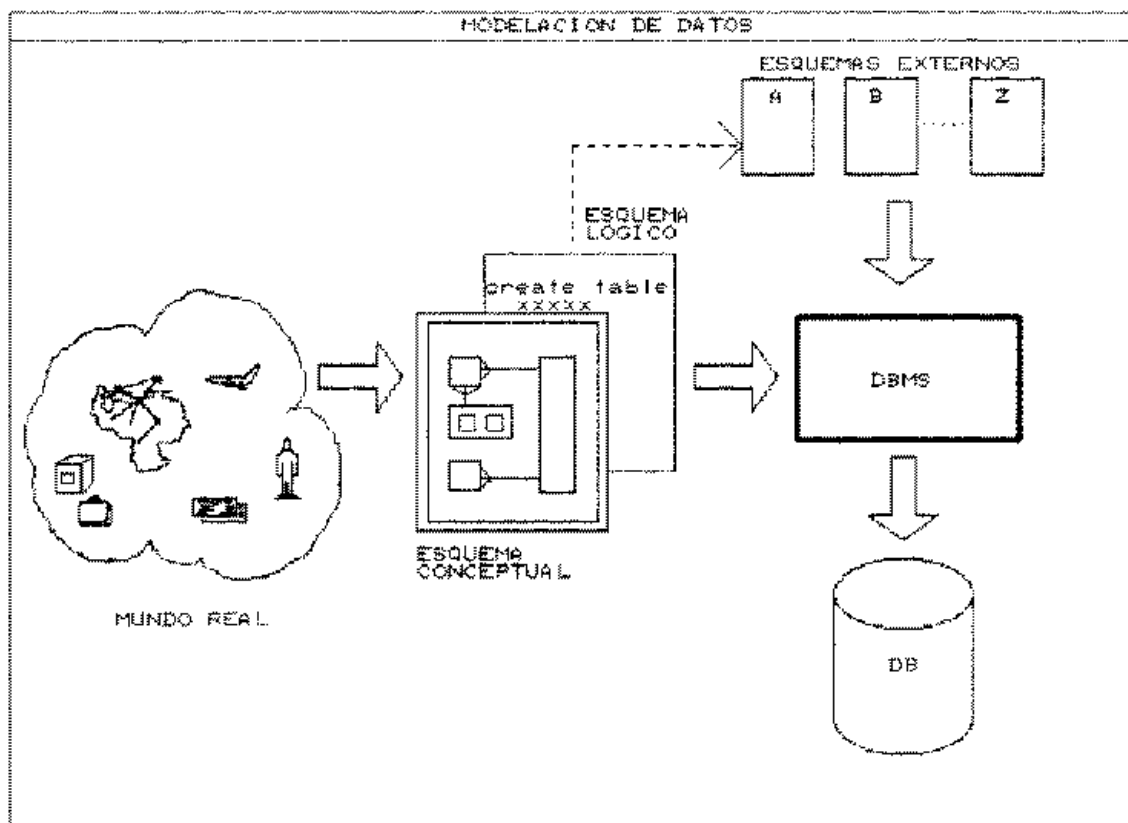 MODELACION DE DATOS
ESQUEMAS EXTERNOS
A
B
Z
ESQUEMA
LOGICO
create table
xxxxx
DBMS
ESQUEMA
CONCEPTUAL
MUNDO REAL
DB